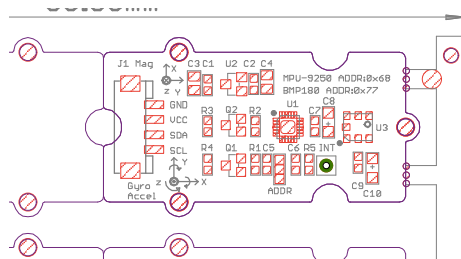 J1 Mag
X
Y
Z
C3 C1 U2 C2 C4
MPU-9250 ADDR:0x68
BMP180 ADDR:0x77
GND
VCC
SDA
SCL
R3 Q2 R2 U1 C7 C8
U3
R4 Q1 R1 C5 C6 R5 INT
ADDR
C9
C10
Y
Z
X
Gyro
Accel